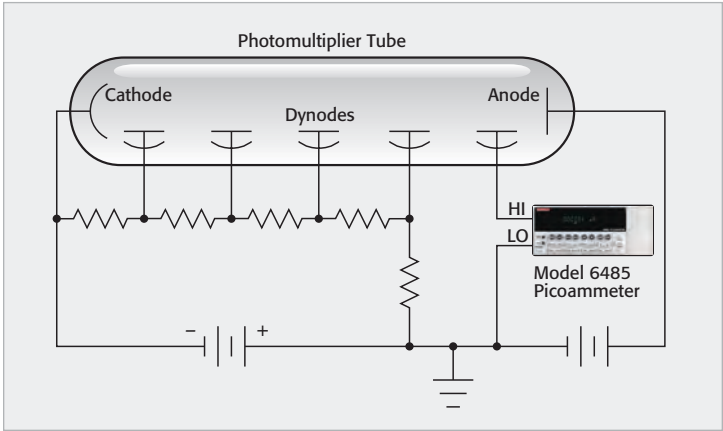 Photomultiplier Tube
Cathode
Anode
Dynodes
HI
LO
Model 6485
Picoammeter
– +